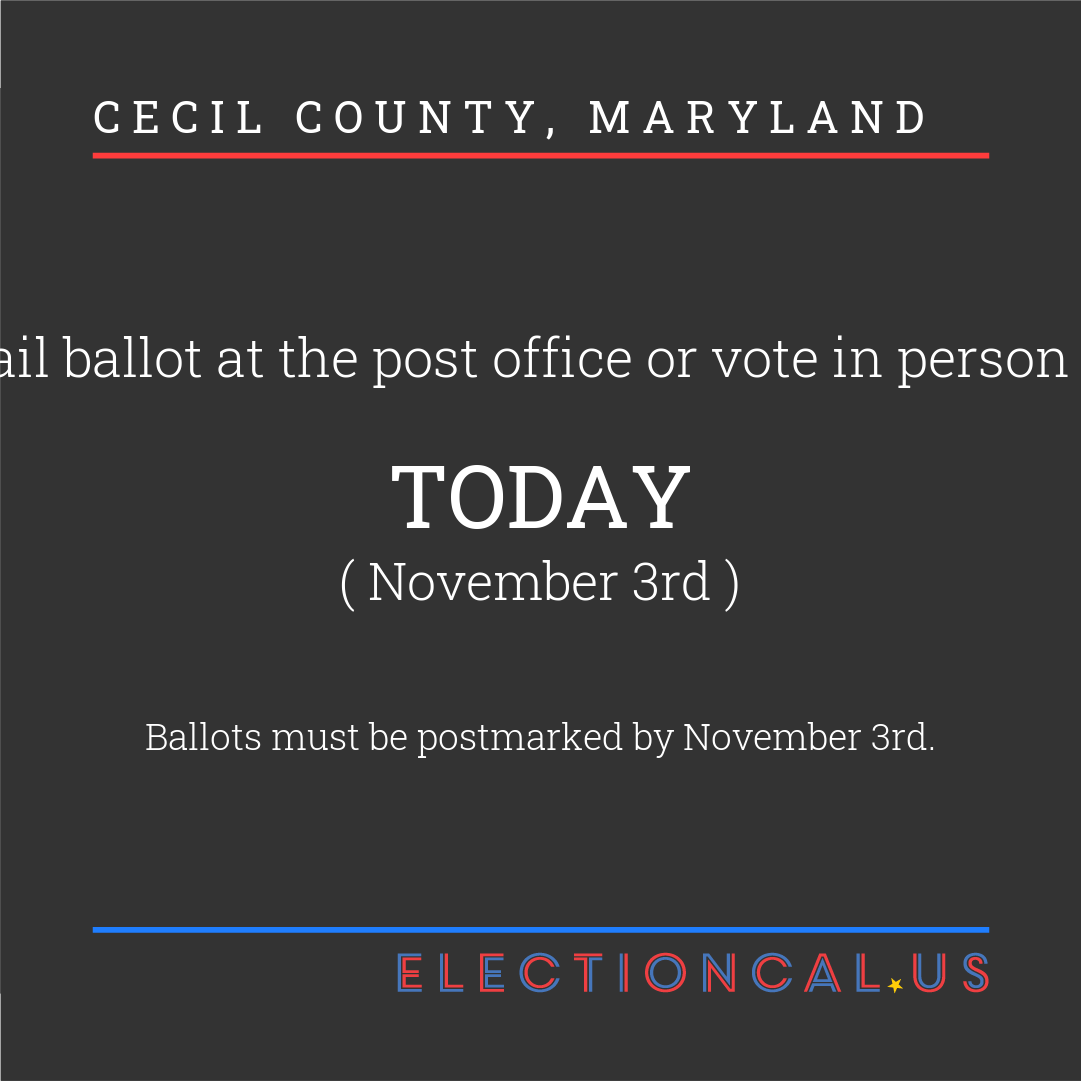 CECIL COUNTY, MARYLAND
ail ballot at the post office or vote in person
TODAY
( November 3rd )
Ballots must be postmarked by November 3rd.
ELECTIONCAL.US